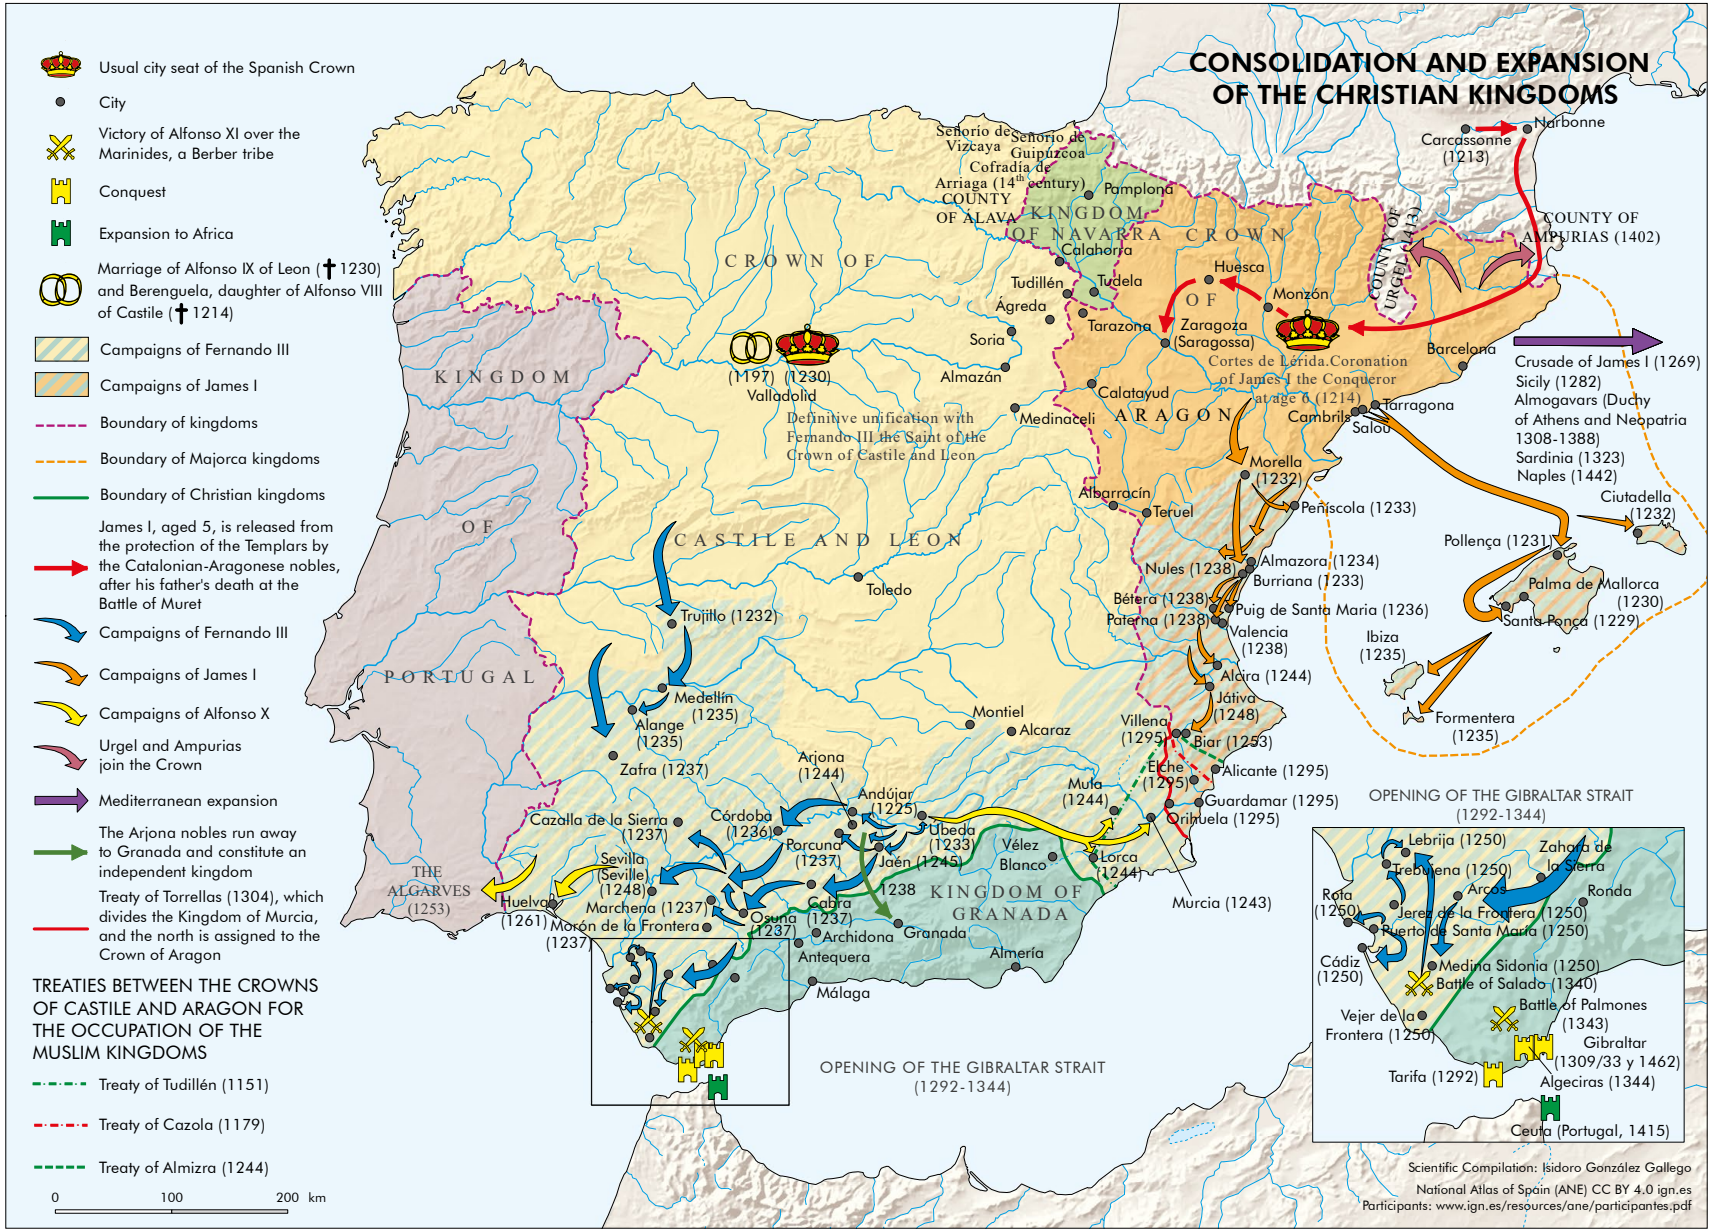 CONSOLIDATION AND EXPANSION
OF THE CHRISTIAN KINGDOMS
Usual city seat of the Spanish Crown
City
Victory of Alfonso XI over the
Marinides, a Berber tribe
Conquest
Expansion to Africa
Marriage of Alfonso IX of Leon (✝ 1230)
and Berenguela, daughter of Alfonso VIII
of Castile (✝ 1214)
Campaigns of Fernando III
Campaigns of James I
Boundary of kingdoms
Boundary of Majorca kingdoms
Boundary of Christian kingdoms
James I, aged 5, is released from
the protection of the Templars by
the Catalonian-Aragonese nobles,
after his father's death at the
Battle of Muret
Campaigns of Fernando III
Campaigns of James I
Campaigns of Alfonso X
Urgel and Ampurias
join the Crown
Mediterranean expansion
The Arjona nobles run away
to Granada and constitute an
independent kingdom
Treaty of Torrellas (1304), which
divides the Kingdom of Murcia,
and the north is assigned to the
Crown of Aragon
TREATIES BETWEEN THE CROWNS
OF CASTILE AND ARAGON FOR
THE OCCUPATION OF THE
MUSLIM KINGDOMS
Treaty of Tudillén (1151)
Treaty of Cazola (1179)
Treaty of Almizra (1244)
0 100 200 km
Señorío de
Vizcaya
Señorío de
Guipúzcoa
Cofradía de
Arriaga (14th century)
COUNTY
OF ÁLAVA
KINGDOM
OF NAVARRA
Pamplona
Calahorra
Tudillén
Tudela
Ágreda
Tarazona
Soria
Almazán
Medinaceli
CROWN OF
CASTILE AND LEON
(1197) (1230)
Valladolid
Definitive unification with
Fernando III the Saint of the
Crown of Castile and Leon
KINGDOM
OF
PORTUGAL
THE
ALGARVES
(1253)
CROWN
OF
ARAGON
Huesca
Monzón
Zaragoza
(Saragossa)
Cortes de Lérida.Coronation
of James I the Conqueror
at age 6 (1214)
Calatayud
Barcelona
Tarragona
Cambrils
Salou
COUNTY OF
URGEL (1413)
COUNTY OF
AMPURIAS (1402)
Carcassonne
(1213)
Narbonne
Crusade of James I (1269)
Sicily (1282)
Almogavars (Duchy
of Athens and Neopatria
1308-1388)
Sardinia (1323)
Naples (1442)
Ciutadella
(1232)
Pollença (1231)
Palma de Mallorca
(1230)
Santa Ponça (1229)
Ibiza
(1235)
Formentera
(1235)
Morella
(1232)
Peñíscola (1233)
Albarracín
Teruel
Almazora (1234)
Nules (1238)
Burriana (1233)
Bétera (1238)
Puig de Santa Maria (1236)
Paterna (1238)
Valencia
(1238)
Alcira (1244)
Játiva
(1248)
Villena
(1295)
Biar (1253)
Elche
(1295)
Alicante (1295)
Guardamar (1295)
Orihuela (1295)
Mula
(1244)
Lorca
(1244)
Murcia (1243)
Vélez
Blanco
Toledo
Trujillo (1232)
Medellín
(1235)
Alange
(1235)
Zafra (1237)
Montiel
Alcaraz
Arjona
(1244)
Andújar
(1225)
Úbeda
(1233)
Córdoba
(1236)
Cazalla de la Sierra
(1237)
Porcuna
(1237)
Jaén (1245)
Sevilla
(Seville)
(1248)
1238
Cabra
(1237)
Marchena (1237)
Osuna
(1237)
Huelva
(1261)
Morón de la Frontera
(1237)
KINGDOM OF
GRANADA
Granada
Archidona
Antequera
Málaga
Almería
OPENING OF THE GIBRALTAR STRAIT
(1292-1344)
OPENING OF THE GIBRALTAR STRAIT
(1292-1344)
Lebrija (1250)
Trebujena (1250)
Zahara de
la Sierra
Arcos
Ronda
Rota
(1250)
Jerez de la Frontera (1250)
Puerto de Santa María (1250)
Cádiz
(1250)
Medina Sidonia (1250)
Battle of Salado (1340)
Battle of Palmones
(1343)
Vejer de la
Frontera (1250)
Gibraltar
(1309/33 y 1462)
Tarifa (1292)
Algeciras (1344)
Ceuta (Portugal, 1415)
Scientific Compilation: Isidoro González Gallego
National Atlas of Spain (ANE) CC BY 4.0 ign.es
Participants: www.ign.es/resources/ane/participantes.pdf